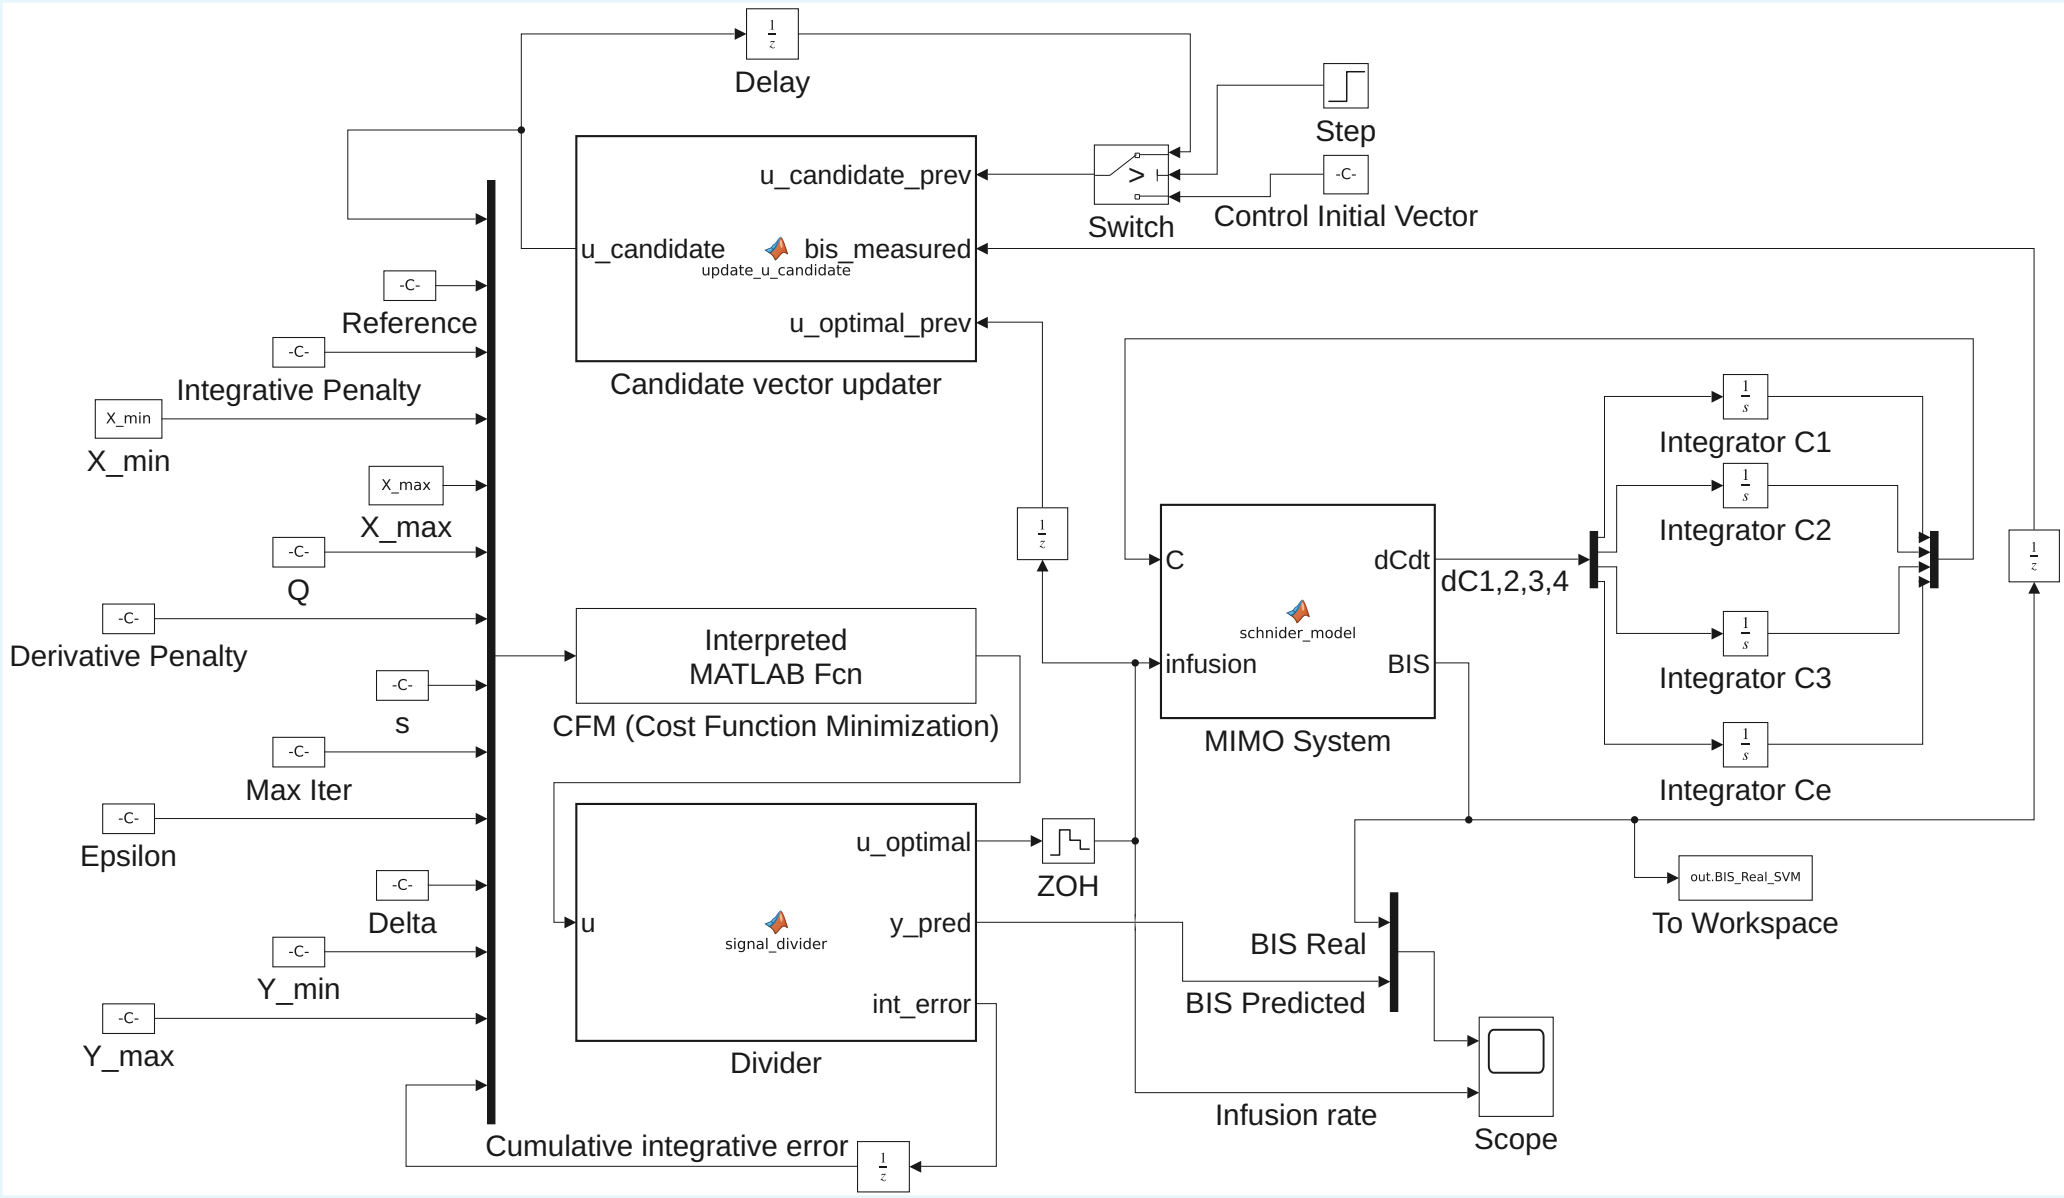 1
z
Delay
Step
-C-
Control Initial Vector
>
Switch
u_candidate_prev
u_candidate
bis_measured
update_u_candidate
u_optimal_prev
Candidate vector updater
-C-
Reference
-C-
Integrative Penalty
X_min
X_min
X_max
X_max
-C-
Q
-C-
Derivative Penalty
-C-
s
-C-
Max Iter
-C-
Epsilon
-C-
Delta
-C-
Y_min
-C-
Y_max
Interpreted
MATLAB Fcn
CFM (Cost Function Minimization)
u_optimal
u
y_pred
signal_divider
int_error
Divider
Cumulative integrative error
1
z
ZOH
1
z
C
dCdt
schnider_model
infusion
BIS
MIMO System
dC1,2,3,4
1
s
Integrator C1
1
s
Integrator C2
1
s
Integrator C3
1
s
Integrator Ce
1
z
out.BIS_Real_SVM
To Workspace
BIS Real
BIS Predicted
Infusion rate
Scope